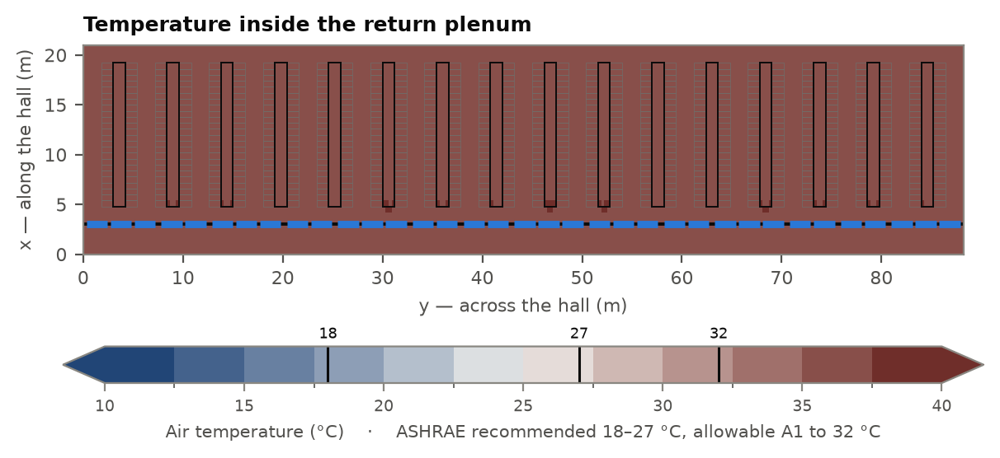 Temperature inside the return plenum
x — along the hall (m)
20
15
10
5
0
0 10 20 30 40 50 60 70 80
y — across the hall (m)
18 27 32
10 15 20 25 30 35 40
Air temperature (°C) · ASHRAE recommended 18–27 °C, allowable A1 to 32 °C